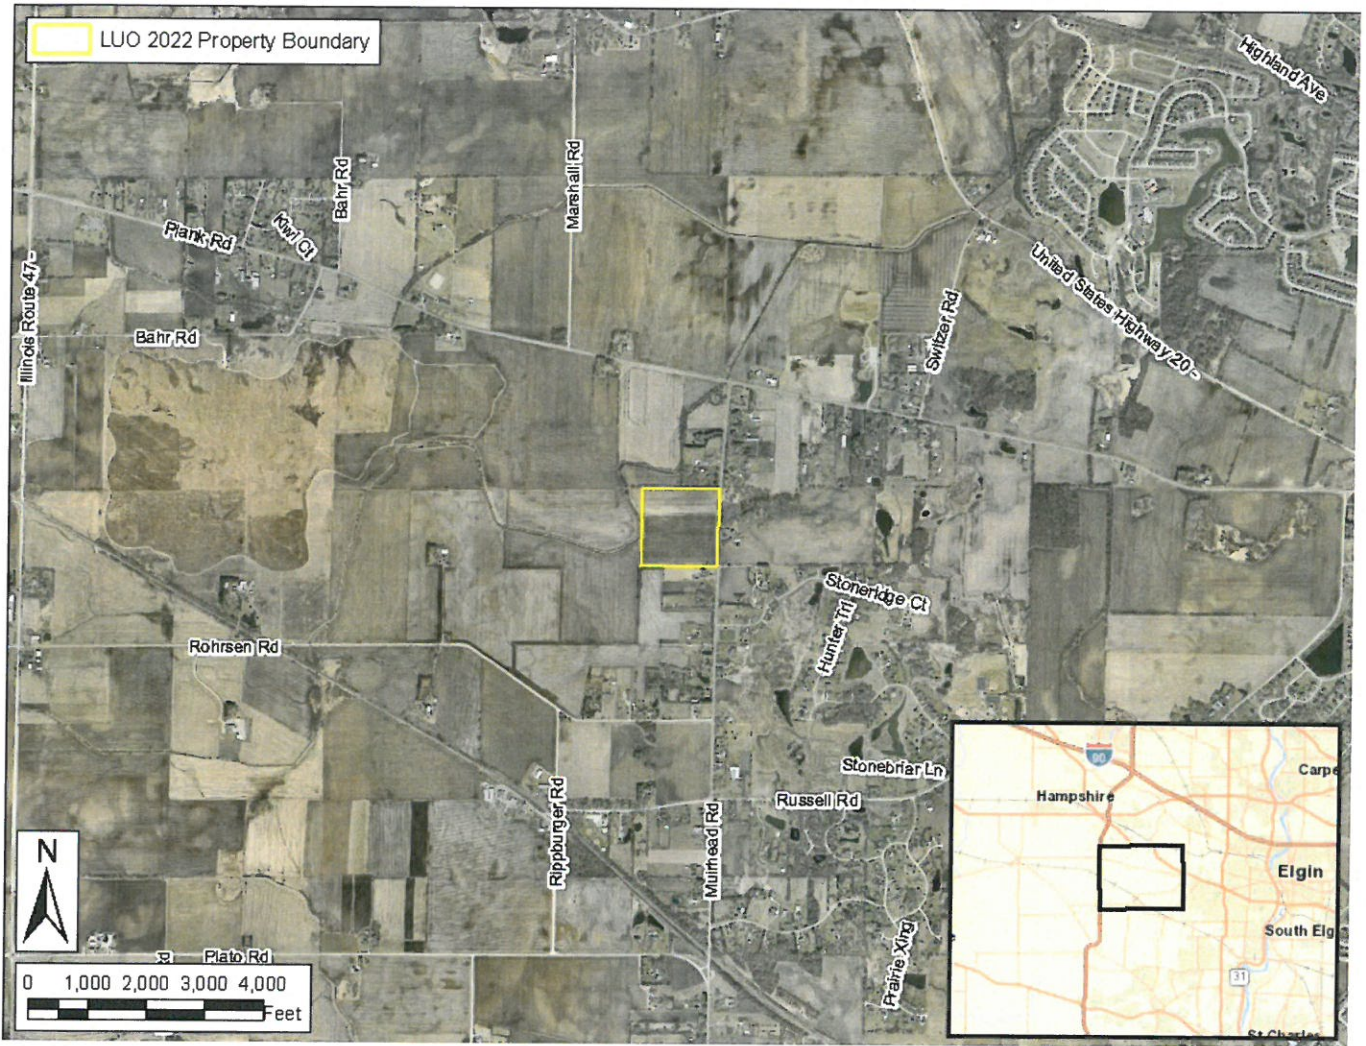 LUO 2022 Property Boundary
Highland Ave
Marshall Rd
Bahr Rd
Kiwi Ct
Plank Rd
Illinois Route 47 -
United States Highway 20 -
Switzer Rd
Bahr Rd
Stoneridge Ct
Hunter Trl
Rohrsen Rd
Stonebriar Ln
Russell Rd
Rippburger Rd
Muirhead Rd
Prairie Xing
Plato Rd
N
0 1,000 2,000 3,000 4,000
Feet
90
Carpe
Hampshire
Elgin
South Elg
31
St Charles